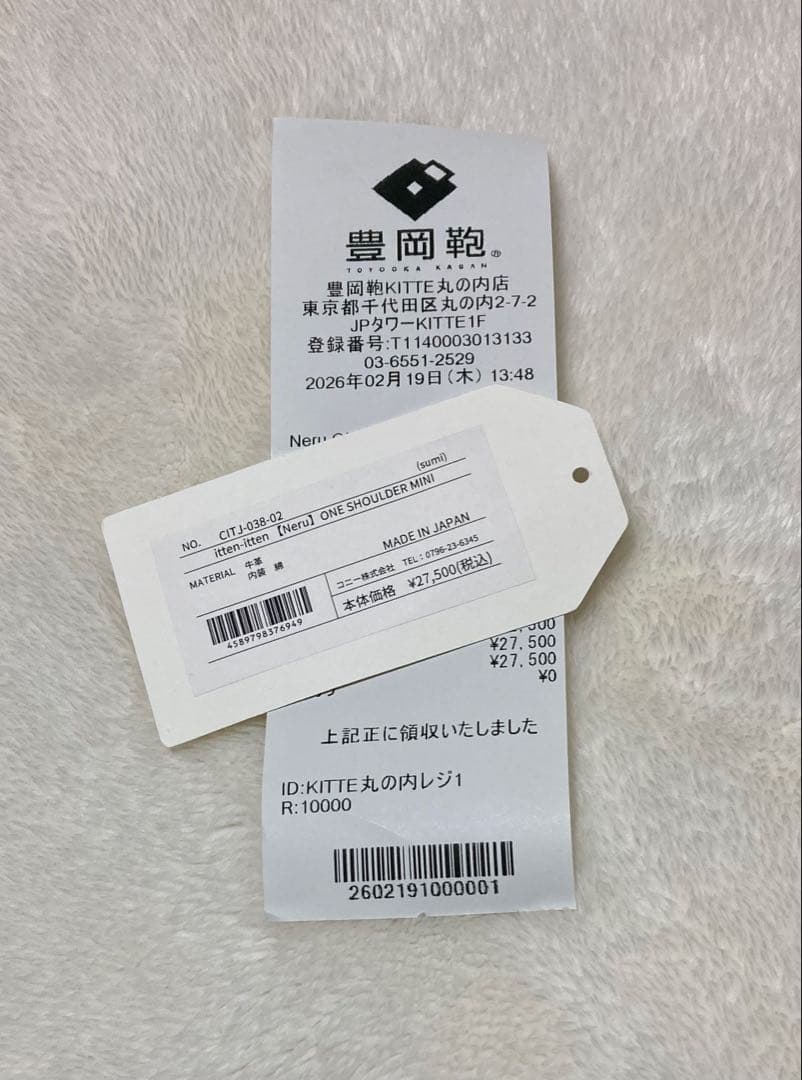 豊岡鞄®
TOYOOKA KABAN
豊岡鞄KITTE丸の内店
東京都千代田区丸の内2-7-2
JPタワーKITTE1F
登録番号:T1140003013133
03-6551-2529
2026年02月19日(木) 13:48
Neru
NO. CITJ-038-02 (sumi)
itten-itten 【Neru】ONE SHOULDER MINI
MATERIAL 牛革
内装 綿
MADE IN JAPAN
コニー株式会社 TEL:0796-23-6345
本体価格 ¥27,500(税込)
4589798376949
¥27,500
¥27,500
¥0
上記正に領収いたしました
ID:KITTE丸の内レジ1
R:10000
2602191000001